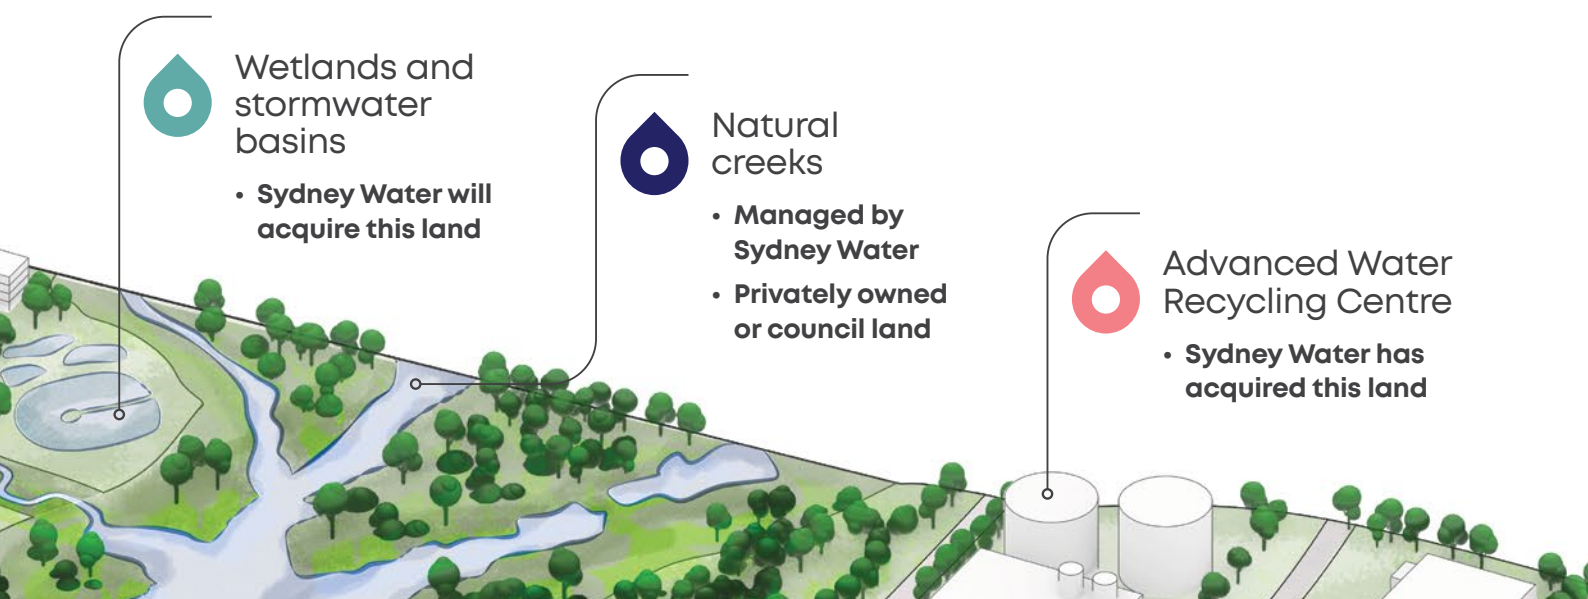 Wetlands and
stormwater
basins
• Sydney Water will
acquire this land
Natural
creeks
• Managed by
Sydney Water
• Privately owned
or council land
Advanced Water
Recycling Centre
• Sydney Water has
acquired this land